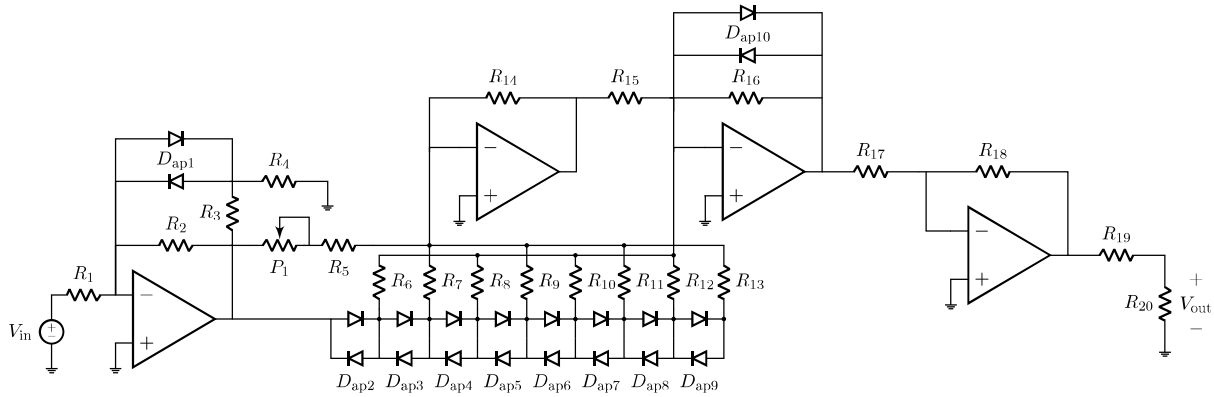 D_ap10
R_14
R_15
R_16
D_ap1
R_4
R_17
R_18
R_3
R_2
P_1
R_5
R_19
R_1
R_6
R_7
R_8
R_9
R_10
R_11
R_12
R_13
V_in
R_20
V_out
D_ap2
D_ap3
D_ap4
D_ap5
D_ap6
D_ap7
D_ap8
D_ap9